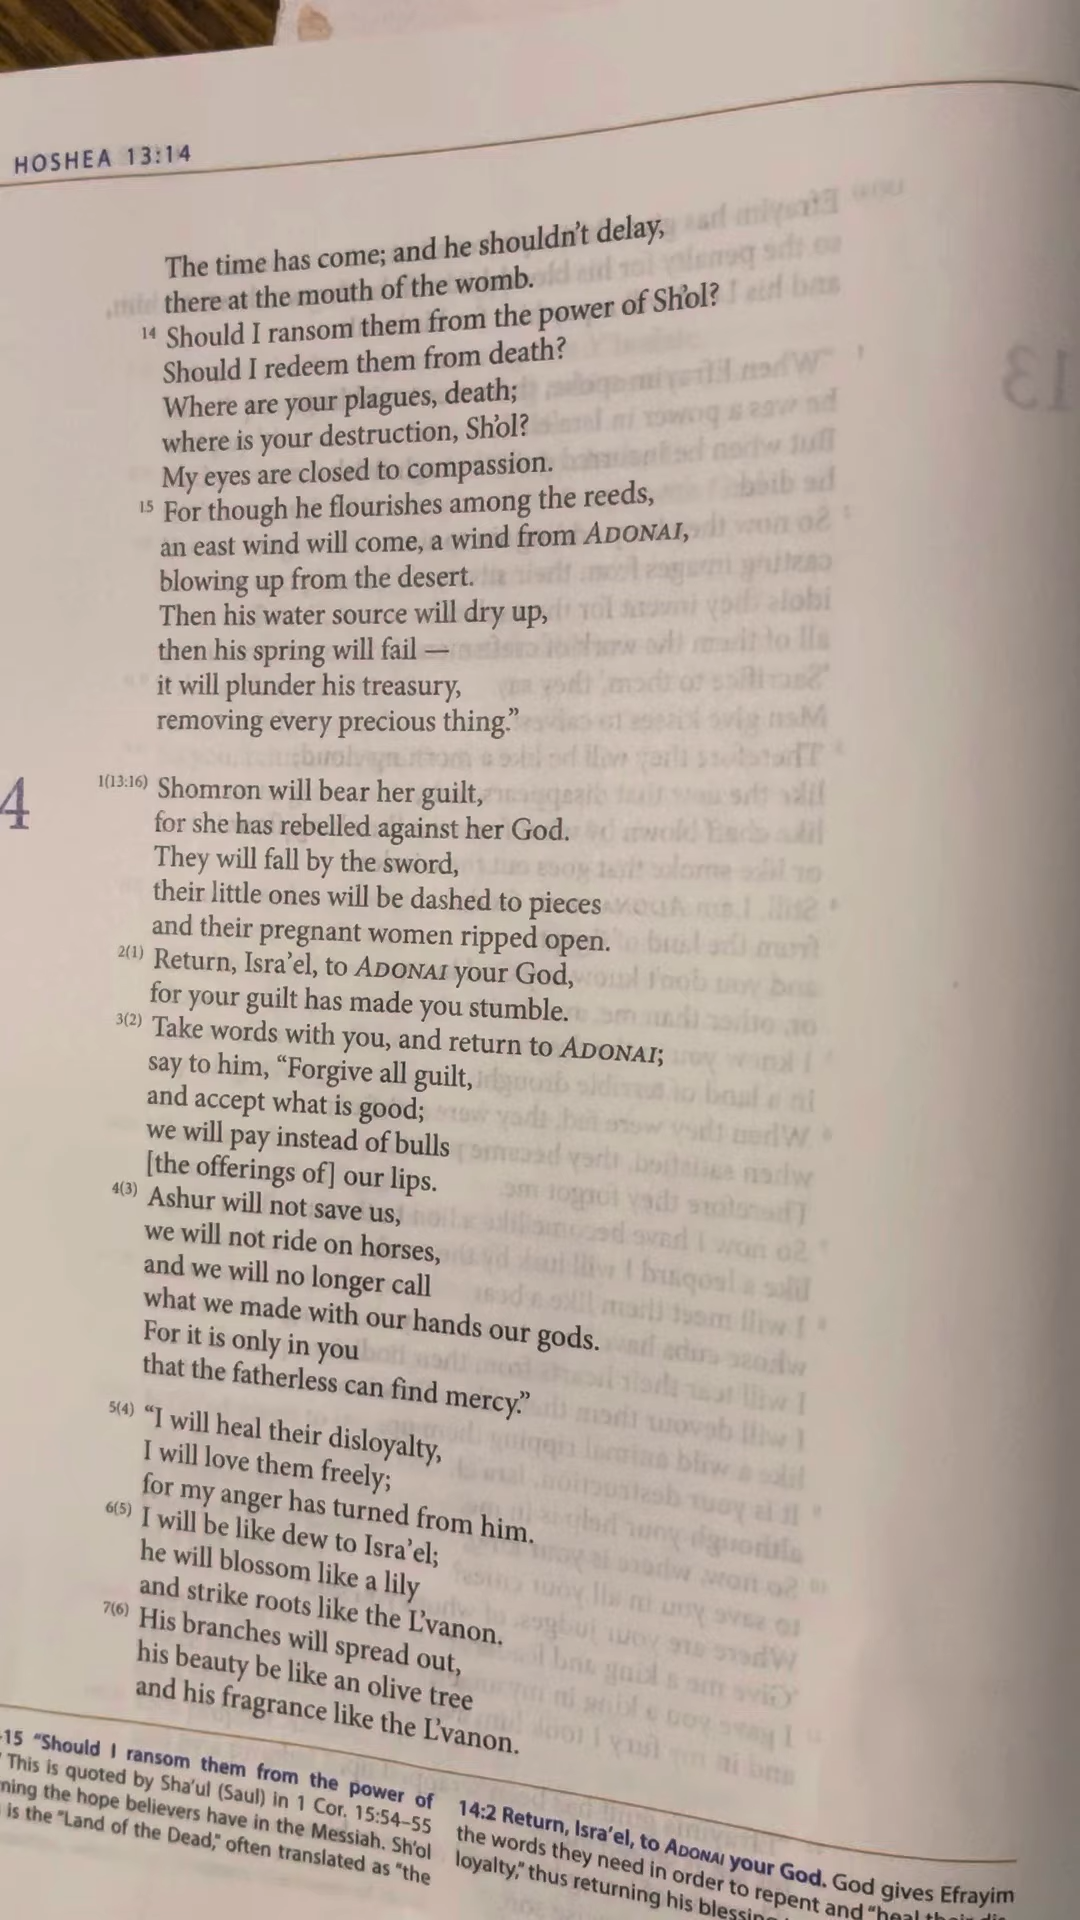 HOSHEA 13:14
The time has come; and he shouldn't delay,
there at the mouth of the womb.
14 Should I ransom them from the power of Sh'ol?
Should I redeem them from death?
Where are your plagues, death;
where is your destruction, Sh'ol?
My eyes are closed to compassion.
15 For though he flourishes among the reeds,
an east wind will come, a wind from ADONAI,
blowing up from the desert.
Then his water source will dry up,
then his spring will fail —
it will plunder his treasury,
removing every precious thing."
4 1(13:16) Shomron will bear her guilt,
for she has rebelled against her God.
They will fall by the sword,
their little ones will be dashed to pieces
and their pregnant women ripped open.
2(1) Return, Isra'el, to ADONAI your God,
for your guilt has made you stumble.
3(2) Take words with you, and return to ADONAI;
say to him, "Forgive all guilt,
and accept what is good;
we will pay instead of bulls
[the offerings of] our lips.
4(3) Ashur will not save us,
we will not ride on horses,
and we will no longer call
what we made with our hands our gods.
For it is only in you
that the fatherless can find mercy."
5(4) "I will heal their disloyalty,
I will love them freely;
for my anger has turned from him.
6(5) I will be like dew to Isra'el;
he will blossom like a lily
and strike roots like the L'vanon.
7(6) His branches will spread out,
his beauty be like an olive tree
and his fragrance like the L'vanon.
-15 "Should I ransom them from the power of
This is quoted by Sha'ul (Saul) in 1 Cor. 15:54–55
ning the hope believers have in the Messiah. Sh'ol
is the "Land of the Dead," often translated as "the
14:2 Return, Isra'el, to ADONAI your God. God gives Efrayim
the words they need in order to repent and "heal their
loyalty," thus returning his